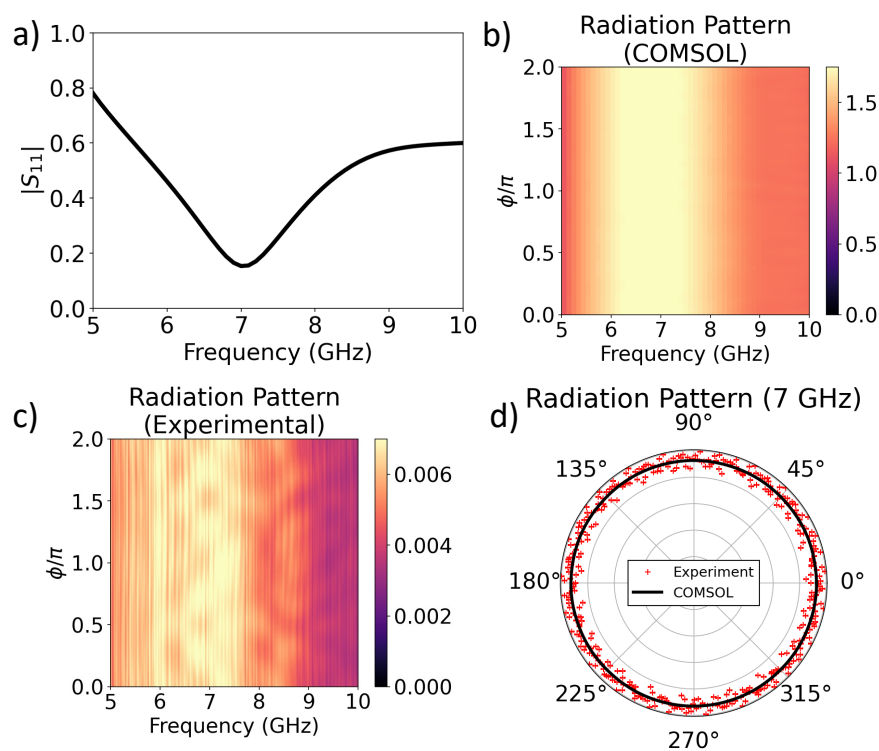 a)
1.0
0.8
0.6
0.4
0.2
0.0
|S11|
5 6 7 8 9 10
Frequency (GHz)
b)
Radiation Pattern
(COMSOL)
2.0
1.5
1.0
0.5
0.0
ϕ/π
5 6 7 8 9 10
Frequency (GHz)
1.5
1.0
0.5
0.0
c)
Radiation Pattern
(Experimental)
2.0
1.5
1.0
0.5
0.0
ϕ/π
5 6 7 8 9 10
Frequency (GHz)
0.006
0.004
0.002
0.000
d)
Radiation Pattern (7 GHz)
90°
135° 45°
180° 0°
Experiment
COMSOL
225° 315°
270°